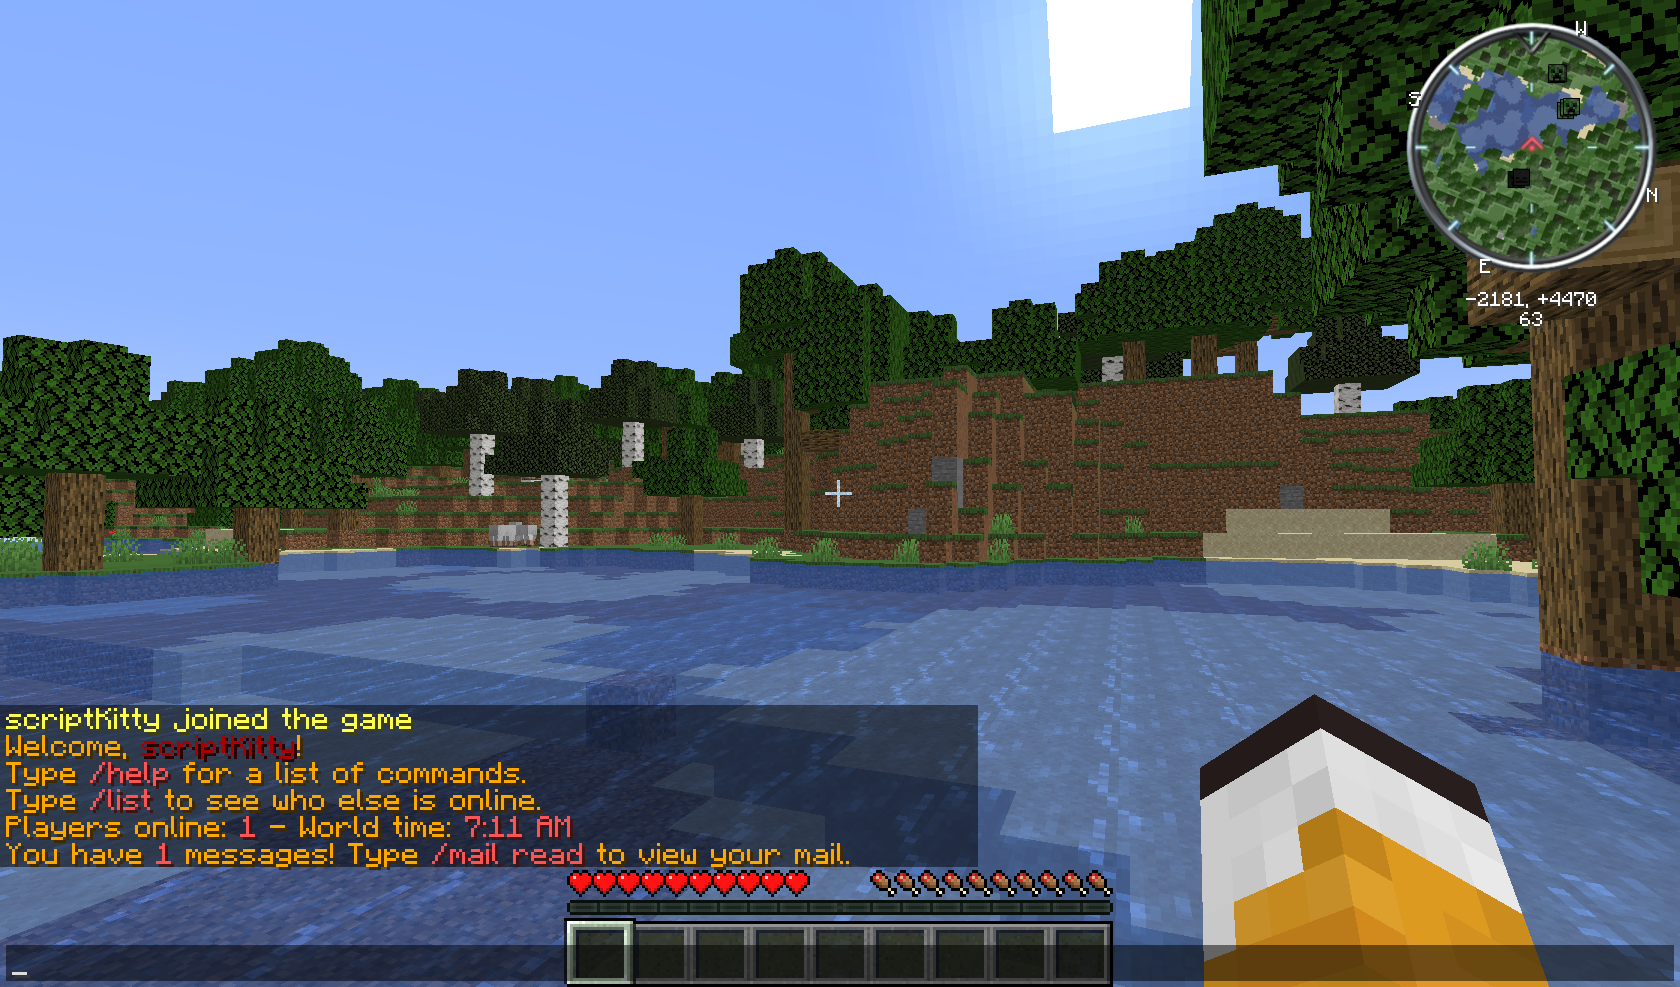 W
S
N
E
-2181, +4470
63
scriptKitty joined the game
Welcome, scriptKitty!
Type /help for a list of commands.
Type /list to see who else is online.
Players online: 1 - World time: 7:11 AM
You have 1 messages! Type /mail read to view your mail.
_